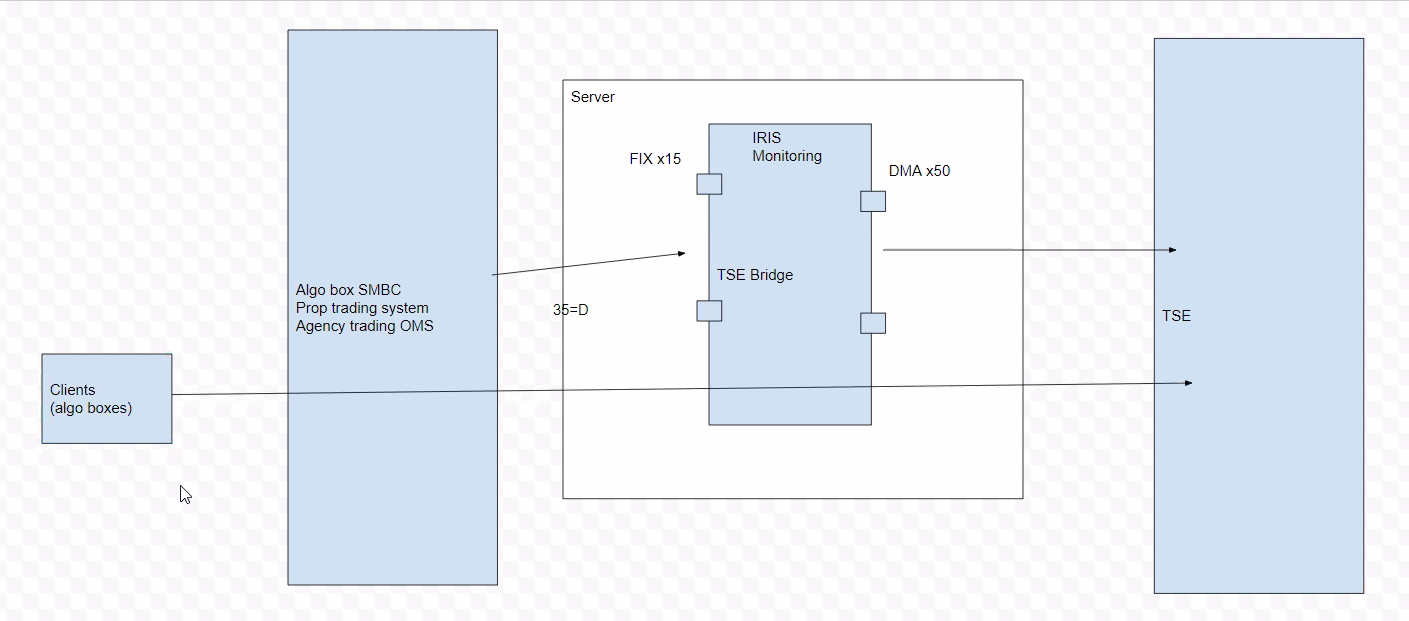 Server
IRIS
Monitoring
FIX x15
DMA x50
TSE Bridge
Algo box SMBC
Prop trading system
Agency trading OMS
35=D
TSE
Clients
(algo boxes)